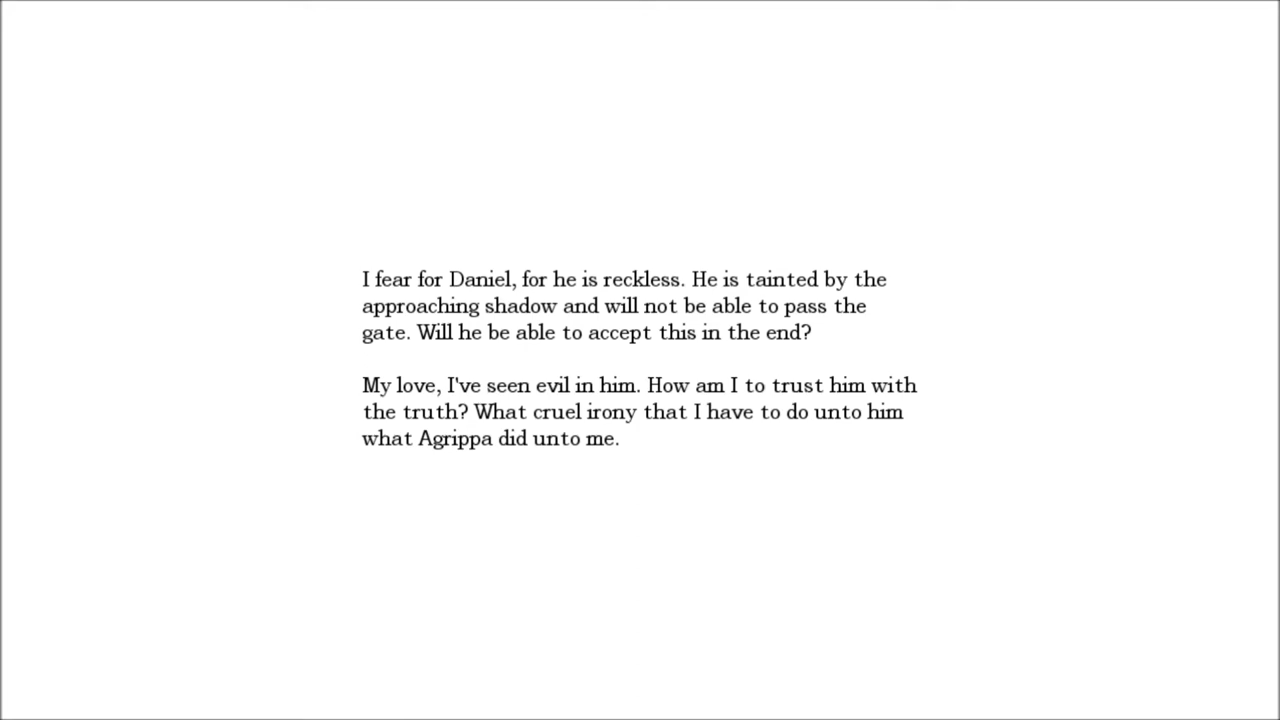 I fear for Daniel, for he is reckless. He is tainted by the
approaching shadow and will not be able to pass the
gate. Will he be able to accept this in the end?
My love, I've seen evil in him. How am I to trust him with
the truth? What cruel irony that I have to do unto him
what Agrippa did unto me.